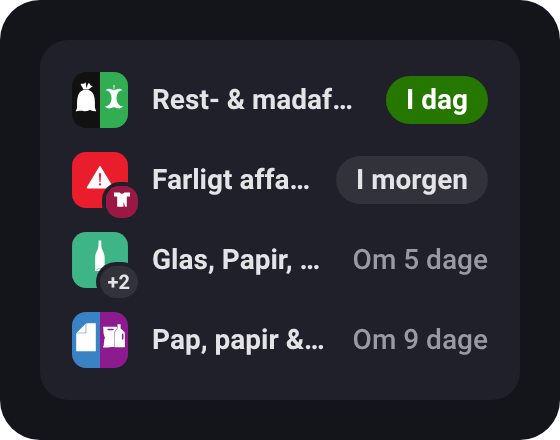 Rest- & madaf... I dag
Farligt affa... I morgen
Glas, Papir, ... Om 5 dage
+2
Pap, papir &... Om 9 dage